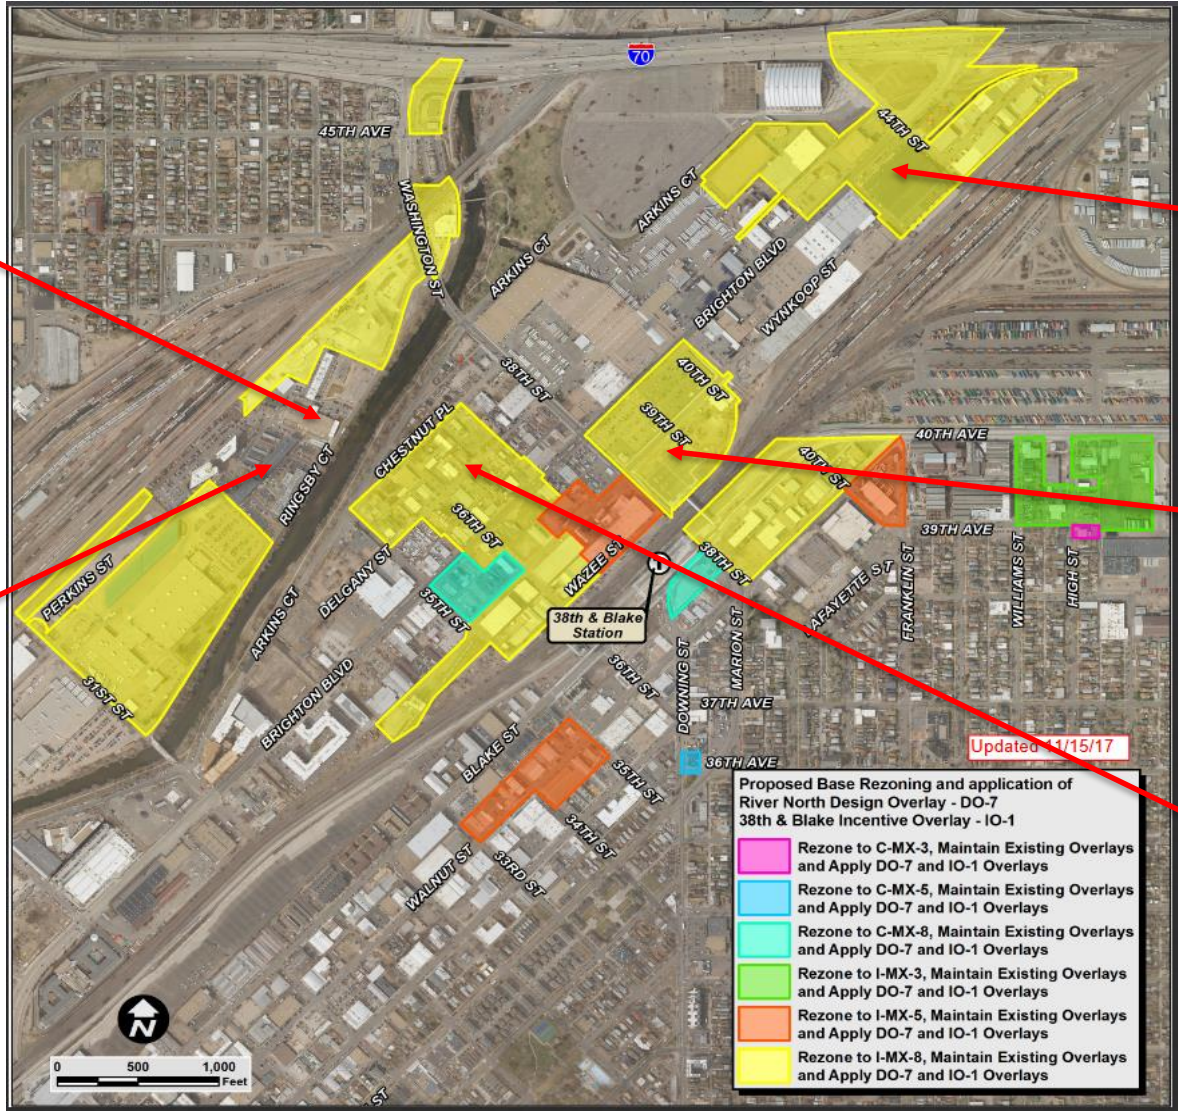 70
45TH AVE
44TH ST
WASHINGTON ST
ARKINS CT
ARKINS CT
BRIGHTON BLVD
WYNKOOP ST
38TH ST
40TH ST
39TH ST
CHESTNUT PL
40TH AVE
40TH ST
RINGSBY CT
36TH ST
39TH AVE
WAZEE ST
38TH ST
PERKINS ST
DELGANY ST
35TH ST
LAFAYETTE ST
FRANKLIN ST
WILLIAMS ST
HIGH ST
38th & Blake
Station
ARKINS CT
MARION ST
36TH ST
DOWNING ST
37TH AVE
31ST ST
BRIGHTON BLVD
BLAKE ST
35TH ST
36TH AVE
Updated 11/15/17
34TH ST
33RD ST
WALNUT ST
Proposed Base Rezoning and application of
River North Design Overlay - DO-7
38th & Blake Incentive Overlay - IO-1
Rezone to C-MX-3, Maintain Existing Overlays
and Apply DO-7 and IO-1 Overlays
Rezone to C-MX-5, Maintain Existing Overlays
and Apply DO-7 and IO-1 Overlays
Rezone to C-MX-8, Maintain Existing Overlays
and Apply DO-7 and IO-1 Overlays
Rezone to I-MX-3, Maintain Existing Overlays
and Apply DO-7 and IO-1 Overlays
Rezone to I-MX-5, Maintain Existing Overlays
and Apply DO-7 and IO-1 Overlays
Rezone to I-MX-8, Maintain Existing Overlays
and Apply DO-7 and IO-1 Overlays
N
0 500 1,000
Feet